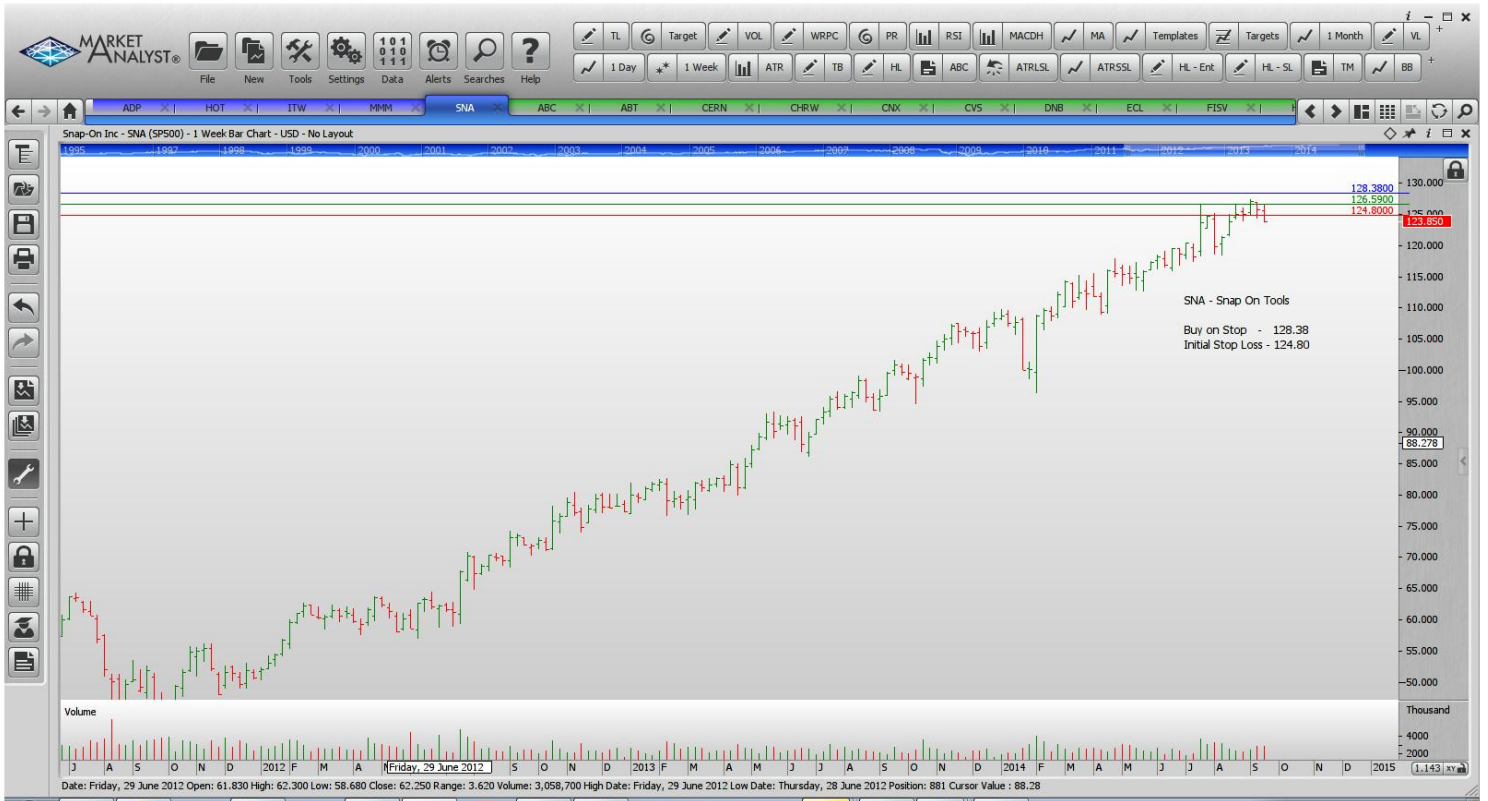 MARKET
ANALYST®
File New Tools Settings Data Alerts Searches Help
TL Target VOL WRPC PR RSI MACDH MA Templates Targets 1 Month VL +
1 Day 1 Week ATR TB HL ABC ATRLSL ATRSSL HL - Ent HL - SL TM BB +
ADP HOT ITW MMM SNA ABC ABT CERN CHRW CNX CVS DNB ECL FISV
Snap-On Inc - SNA (SP500) - 1 Week Bar Chart - USD - No Layout
1995 1997 1998 1999 2000 2001 2002 2003 2004 2005 2006 2007 2008 2009 2010 2011 2012 2013 2014
130.000
128.3800
126.5900
124.8000
125.000
123.850
120.000
115.000
SNA - Snap On Tools
110.000
Buy on Stop - 128.38
105.000
Initial Stop Loss - 124.80
100.000
95.000
90.000
88.278
85.000
80.000
75.000
70.000
65.000
60.000
55.000
50.000
Volume
Thousand
4000
2000
J A S O N D 2012 F M A Friday, 29 June 2012 S O N D 2013 F M A M J J A S O N D 2014 F M A M J J A S O N D 2015 1.143 XY
Date: Friday, 29 June 2012 Open: 61.830 High: 62.300 Low: 58.680 Close: 62.250 Range: 3.620 Volume: 3,058,700 High Date: Friday, 29 June 2012 Low Date: Thursday, 28 June 2012 Position: 881 Cursor Value : 88.28